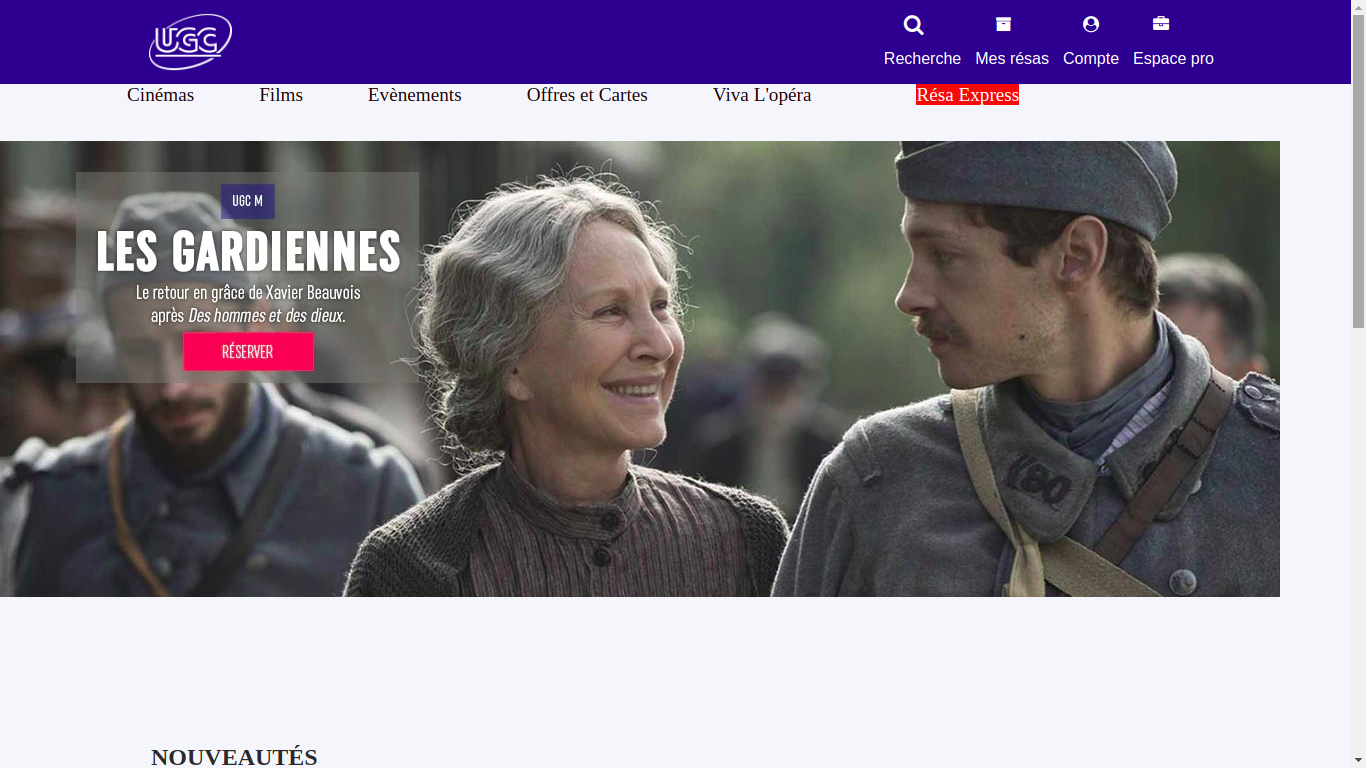 UGC
Recherche Mes résas Compte Espace pro
Cinémas Films Evènements Offres et Cartes Viva L'opéra Résa Express
UGC M
LES GARDIENNES
Le retour en grâce de Xavier Beauvois
après Des hommes et des dieux.
RÉSERVER
50
NOUVEAUTÉS